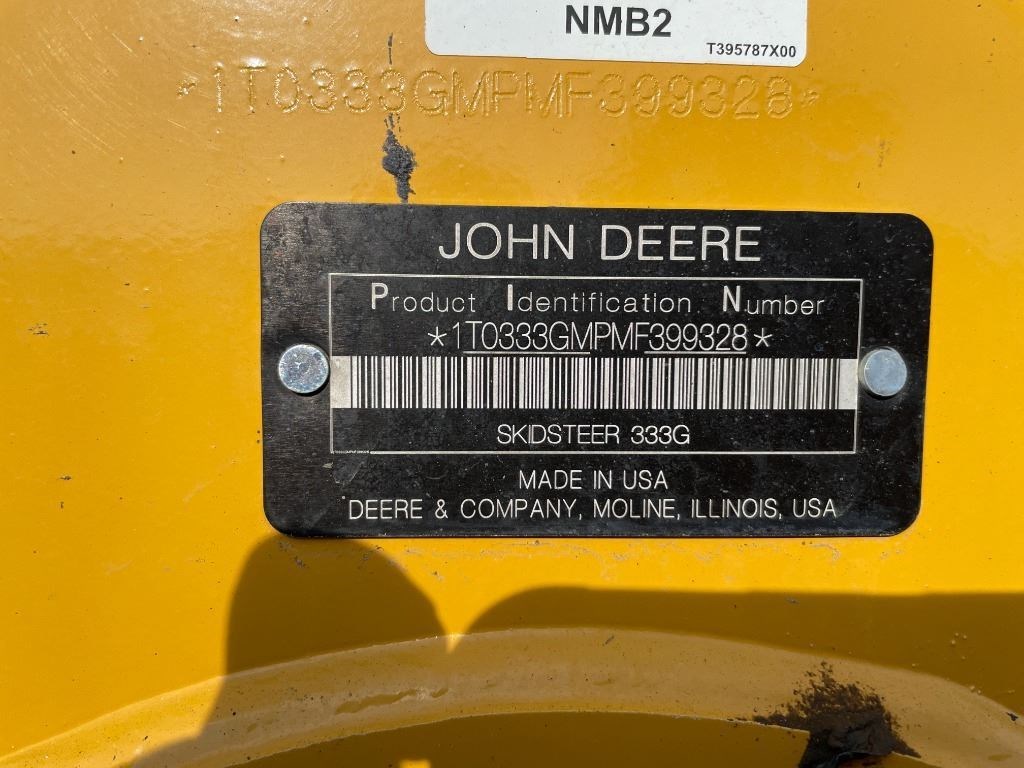 NMB2
T395787X00
*1T0333GMPMF399328*
JOHN DEERE
Product Identification Number
*1T0333GMPMF399328*
SKIDSTEER 333G
MADE IN USA
DEERE & COMPANY, MOLINE, ILLINOIS, USA